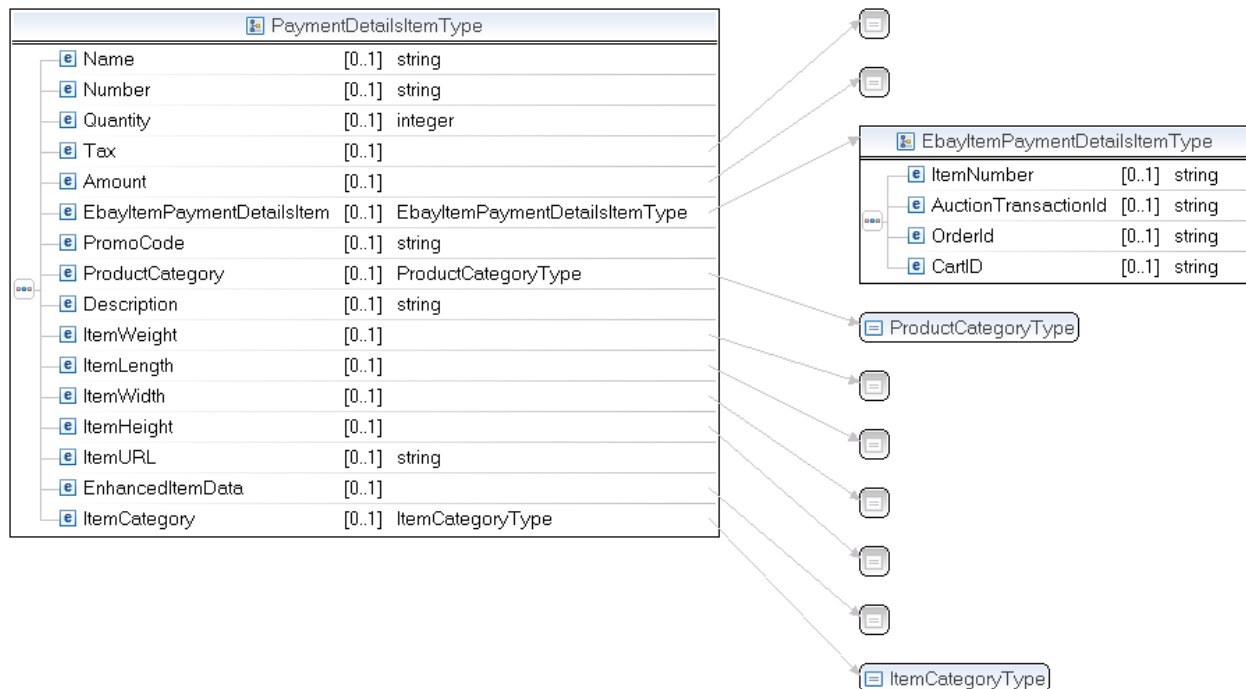 PaymentDetailsItemType
Name [0..1] string
Number [0..1] string
Quantity [0..1] integer
Tax [0..1]
Amount [0..1]
EbayItemPaymentDetailsItem [0..1] EbayItemPaymentDetailsItemType
PromoCode [0..1] string
ProductCategory [0..1] ProductCategoryType
Description [0..1] string
ItemWeight [0..1]
ItemLength [0..1]
ItemWidth [0..1]
ItemHeight [0..1]
ItemURL [0..1] string
EnhancedItemData [0..1]
ItemCategory [0..1] ItemCategoryType
EbayItemPaymentDetailsItemType
ItemNumber [0..1] string
AuctionTransactionId [0..1] string
OrderId [0..1] string
CartID [0..1] string
ProductCategoryType
ItemCategoryType